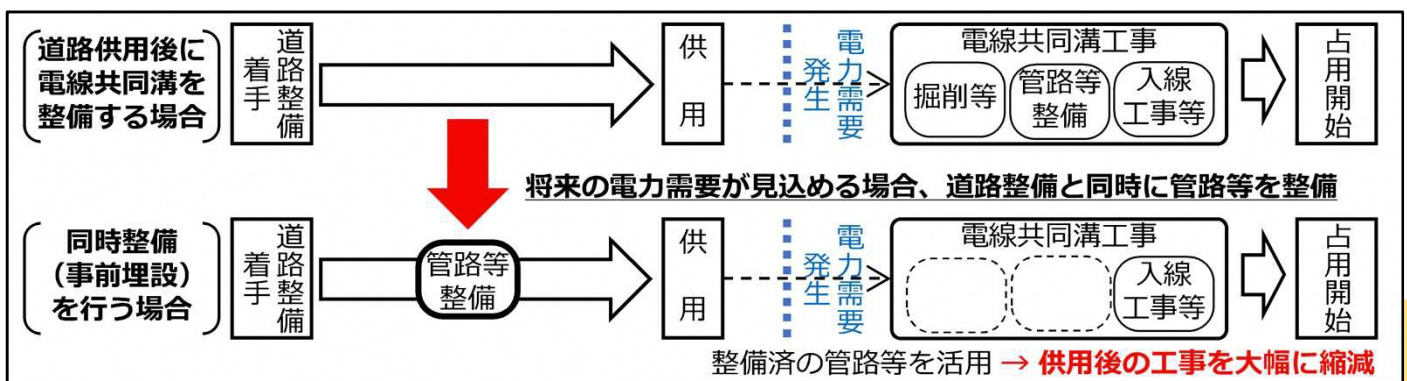 道路供用後に
電線共同溝を
整備する場合
道路整備
着手
供用
電力需要
発生
電線共同溝工事
掘削等
管路等
整備
入線
工事等
占用開始
将来の電力需要が見込める場合、道路整備と同時に管路等を整備
同時整備
（事前埋設）
を行う場合
道路整備
着手
管路等
整備
供用
電力需要
発生
電線共同溝工事
入線
工事等
占用開始
整備済の管路等を活用 → 供用後の工事を大幅に縮減